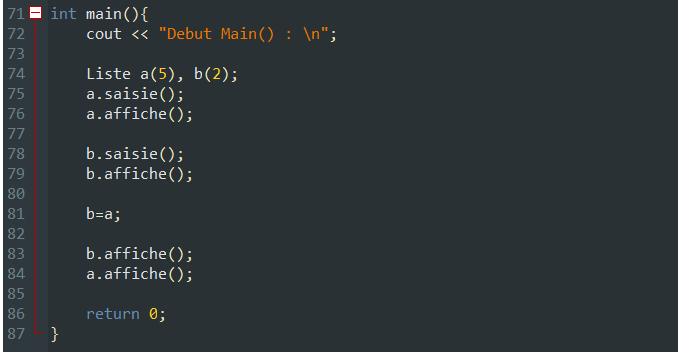 71 int main(){
72 cout << "Debut Main() : \n";
73
74 Liste a(5), b(2);
75 a.saisie();
76 a.affiche();
77
78 b.saisie();
79 b.affiche();
80
81 b=a;
82
83 b.affiche();
84 a.affiche();
85
86 return 0;
87 }